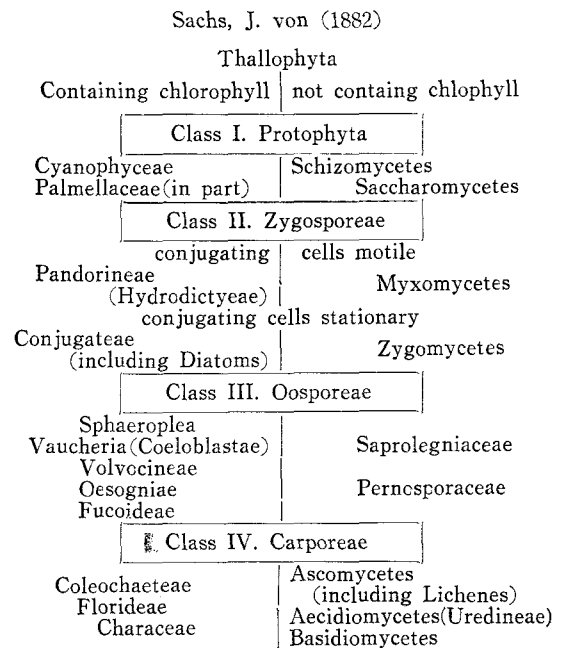 Sachs, J. von (1882)
Thallophyta
Containing chlorophyll not containg chlophyll
Class I. Protophyta
Cyanophyceae Schizomycetes
Palmellaceae (in part) Saccharomycetes
Class II. Zygosporeae
conjugating cells motile
Pandorineae
(Hydrodictyeae) Myxomycetes
conjugating cells stationary
Conjugateae
(including Diatoms) Zygomycetes
Class III. Oosporeae
Sphaeroplea
Vaucheria (Coeloblastae) Saprolegniaceae
Volvocineae
Oesogniae Pernosporaceae
Fucoideae
Class IV. Carporeae
Coleochaeteae Ascomycetes
(including Lichenes)
Florideae Aecidiomycetes (Uredineae)
Characeae Basidiomycetes